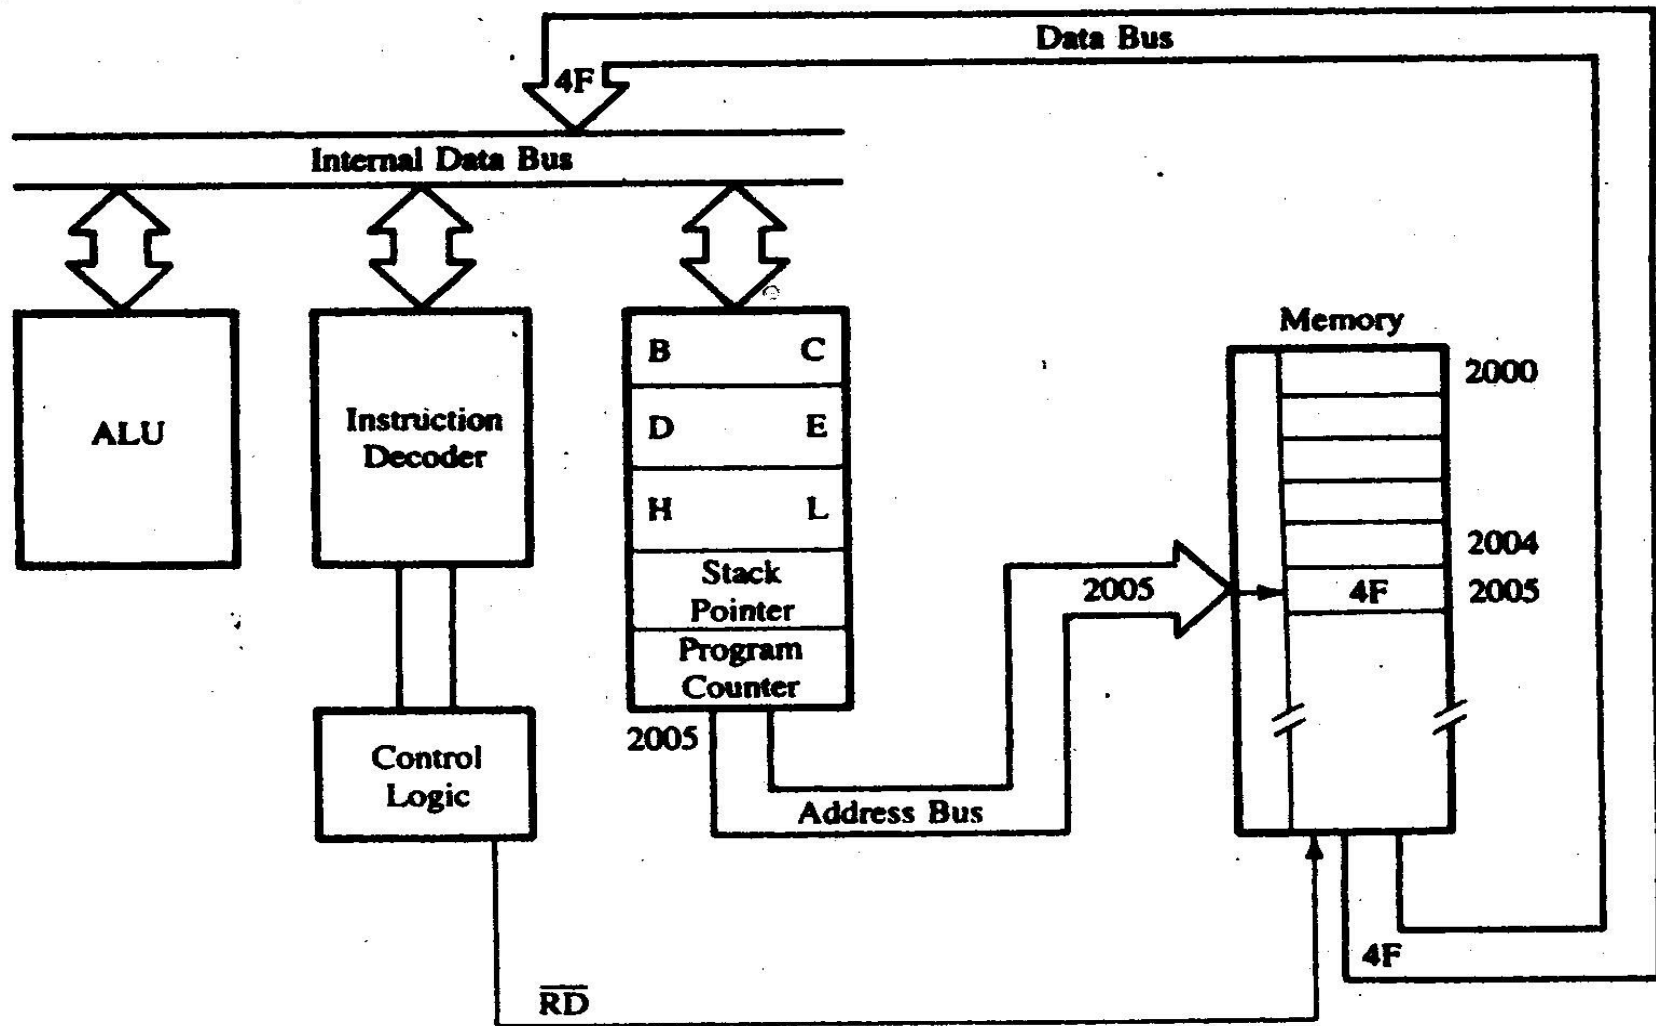 Data Bus
4F
Internal Data Bus
ALU
Instruction
Decoder
B C
D E
H L
Stack
Pointer
Program
Counter
2005
Control
Logic
Address Bus
2005
Memory
2000
2004
4F 2005
4F
R̅D̅